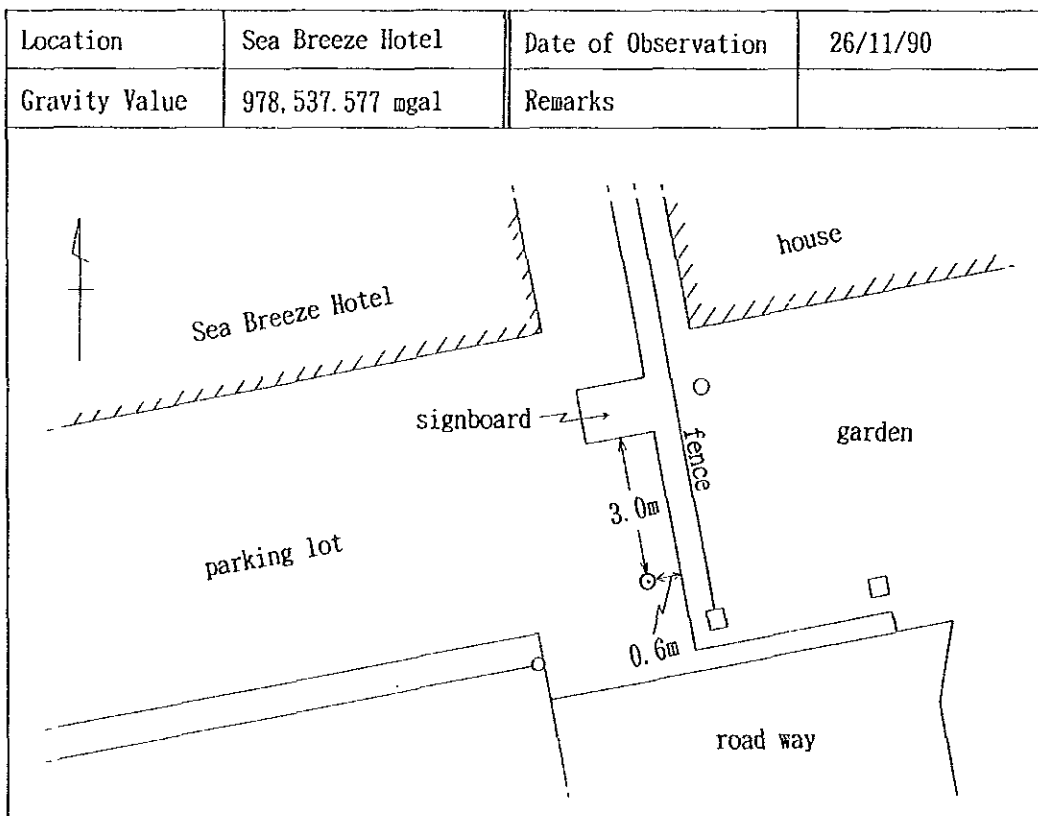 Location Sea Breeze Hotel Date of Observation 26/11/90
Gravity Value 978,537.577 mgal Remarks
house
Sea Breeze Hotel
signboard
fence
garden
3.0m
parking lot
0.6m
road way